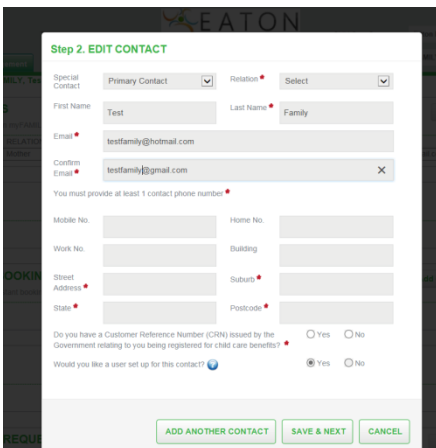 EATON
Step 2. EDIT CONTACT
Special Contact Primary Contact Relation * Select
First Name Test Last Name * Family
Email * testfamily@hotmail.com
Confirm Email * testfamily@gmail.com
You must provide at least 1 contact phone number *
Mobile No. Home No.
Work No. Building
Street Address * Suburb *
State * Postcode *
Do you have a Customer Reference Number (CRN) issued by the Yes No
Government relating to you being registered for child care benefits? *
Would you like a user set up for this contact? ? Yes No
ADD ANOTHER CONTACT SAVE & NEXT CANCEL